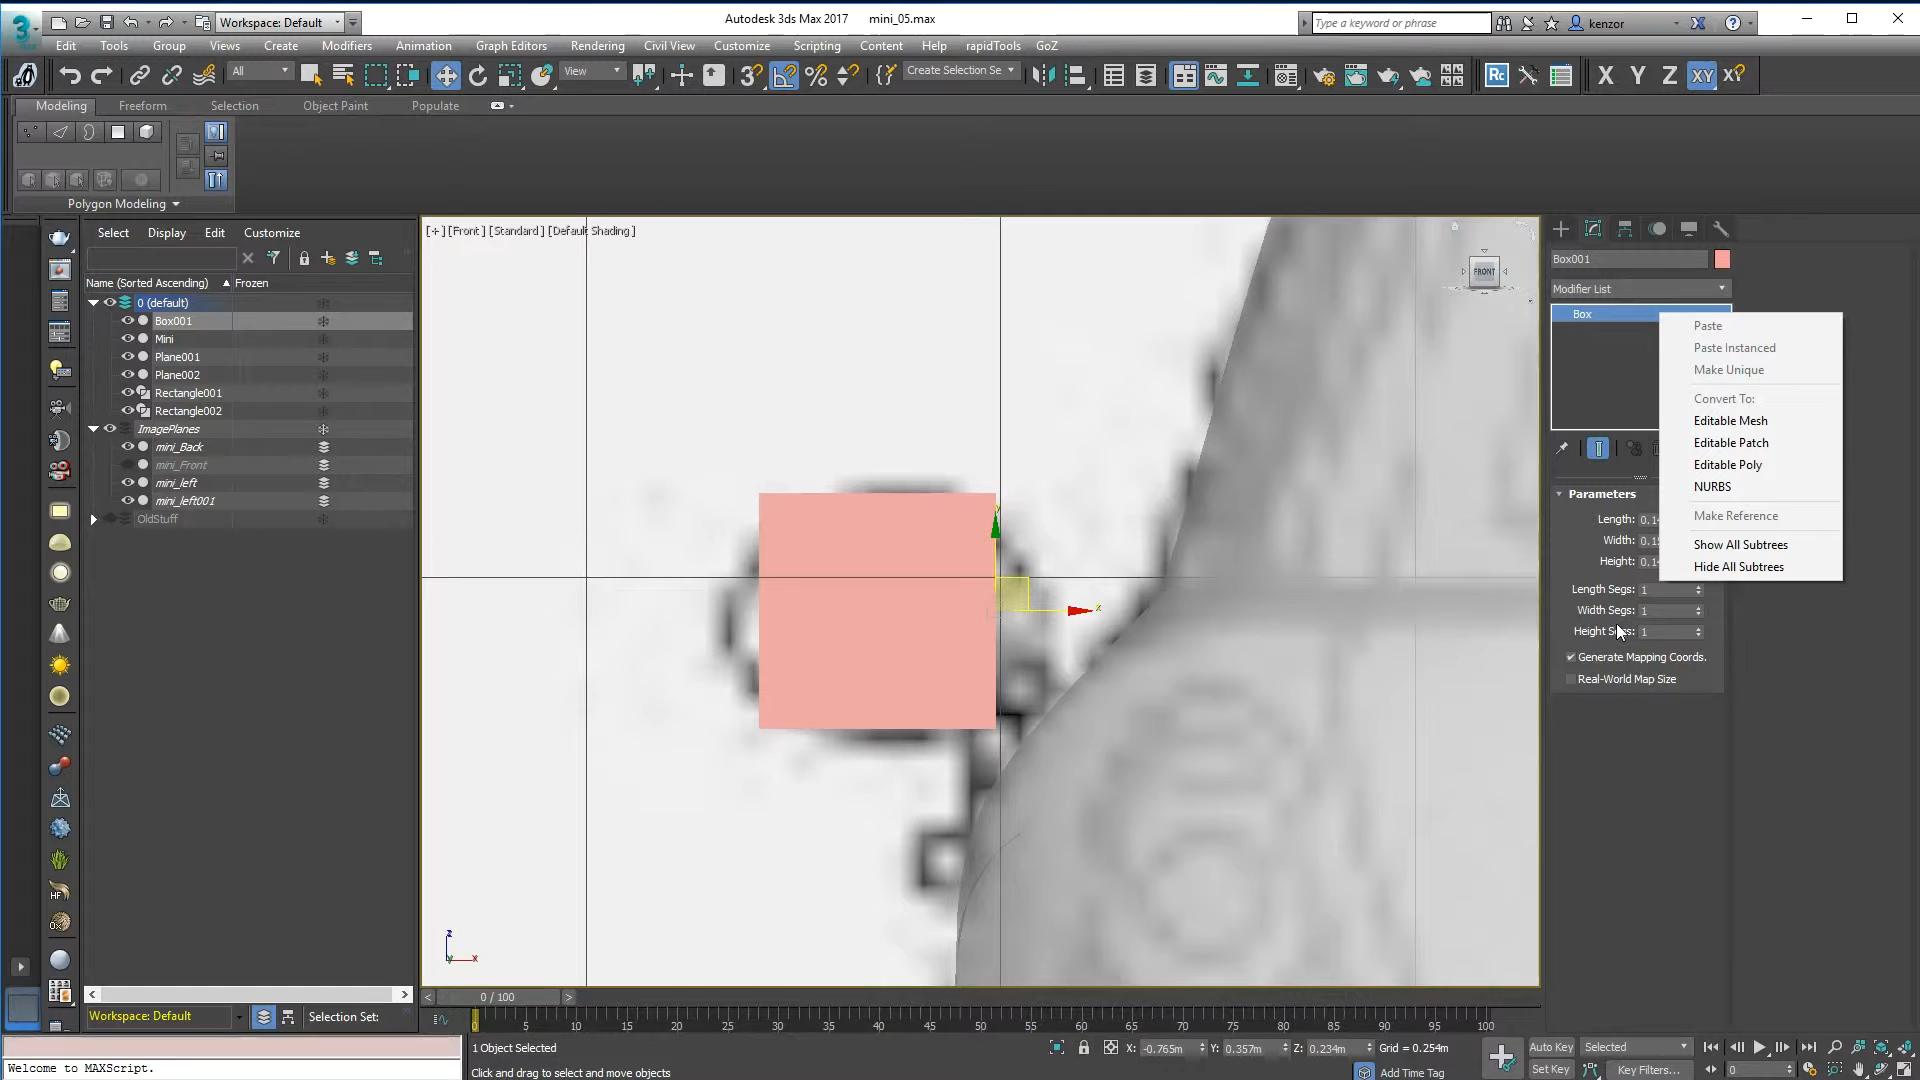 Workspace: Default
Autodesk 3ds Max 2017 mini_05.max
Type a keyword or phrase
kenzor
Edit Tools Group Views Create Modifiers Animation Graph Editors Rendering Civil View Customize Scripting Content Help rapidTools GoZ
All
View
Create Selection Se
Rc
X Y Z XY
Modeling Freeform Selection Object Paint Populate
Polygon Modeling
Select Display Edit Customize
Name (Sorted Ascending) Frozen
0 (default)
Box001
Mini
Plane001
Plane002
Rectangle001
Rectangle002
ImagePlanes
mini_Back
mini_Front
mini_left
mini_left001
OldStuff
[+] [Front] [Standard] [Default Shading]
FRONT
Box001
Modifier List
Box
Paste
Paste Instanced
Make Unique
Convert To:
Editable Mesh
Editable Patch
Editable Poly
NURBS
Make Reference
Show All Subtrees
Hide All Subtrees
Parameters
Length:
Width:
Height:
Length Segs: 1
Width Segs: 1
Height Segs: 1
Generate Mapping Coords.
Real-World Map Size
x
z
x
0 / 100
Workspace: Default
Selection Set:
0 5 10 15 20 25 30 35 40 45 50 55 60 65 70 75 80 85 90 95 100
1 Object Selected
X: -0.765m Y: 0.357m Z: 0.234m Grid = 0.254m
Auto Key Selected
Welcome to MAXScript.
Click and drag to select and move objects
Add Time Tag
Set Key Key Filters... 0